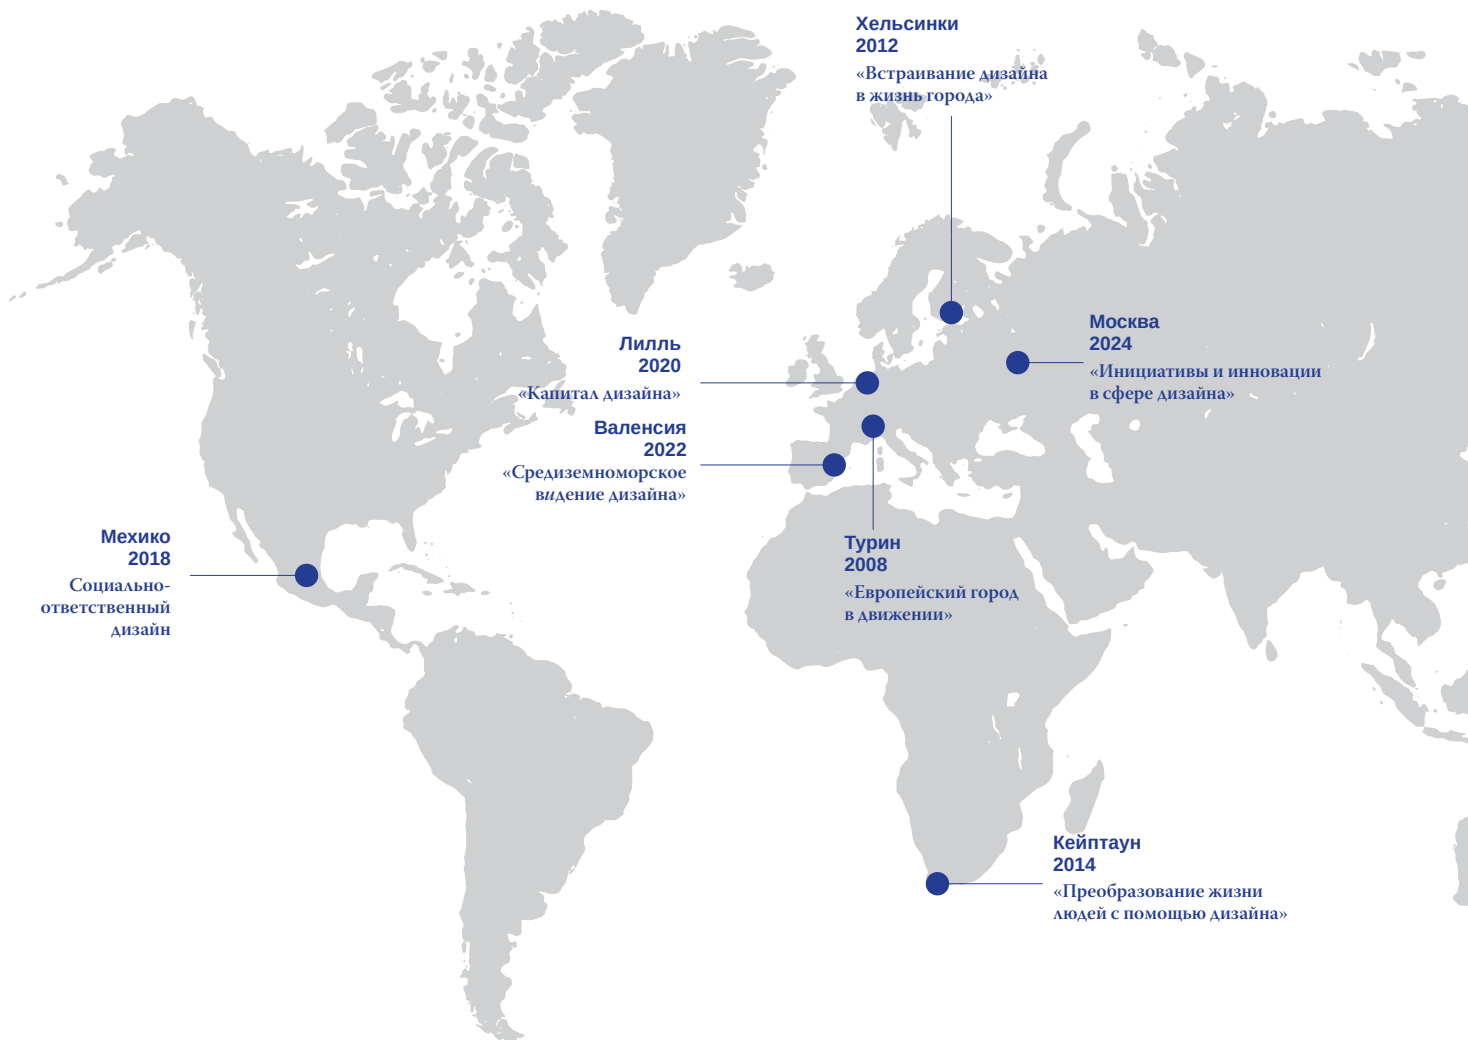 Хельсинки
2012
«Встраивание дизайна
в жизнь города»
Москва
2024
«Инициативы и инновации
в сфере дизайна»
Лилль
2020
«Капитал дизайна»
Валенсия
2022
«Средиземноморское
видение дизайна»
Мехико
2018
Социально-
ответственный
дизайн
Турин
2008
«Европейский город
в движении»
Кейптаун
2014
«Преобразование жизни
людей с помощью дизайна»